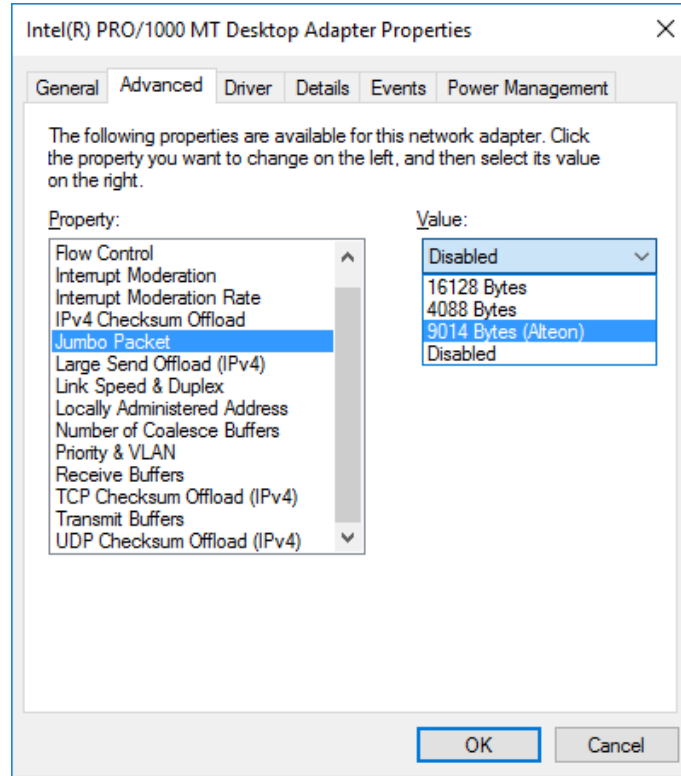 Intel(R) PRO/1000 MT Desktop Adapter Properties
General Advanced Driver Details Events Power Management
The following properties are available for this network adapter. Click
the property you want to change on the left, and then select its value
on the right.
Property:
Flow Control
Interrupt Moderation
Interrupt Moderation Rate
IPv4 Checksum Offload
Jumbo Packet
Large Send Offload (IPv4)
Link Speed & Duplex
Locally Administered Address
Number of Coalesce Buffers
Priority & VLAN
Receive Buffers
TCP Checksum Offload (IPv4)
Transmit Buffers
UDP Checksum Offload (IPv4)
Value:
Disabled
16128 Bytes
4088 Bytes
9014 Bytes (Alteon)
Disabled
OK Cancel